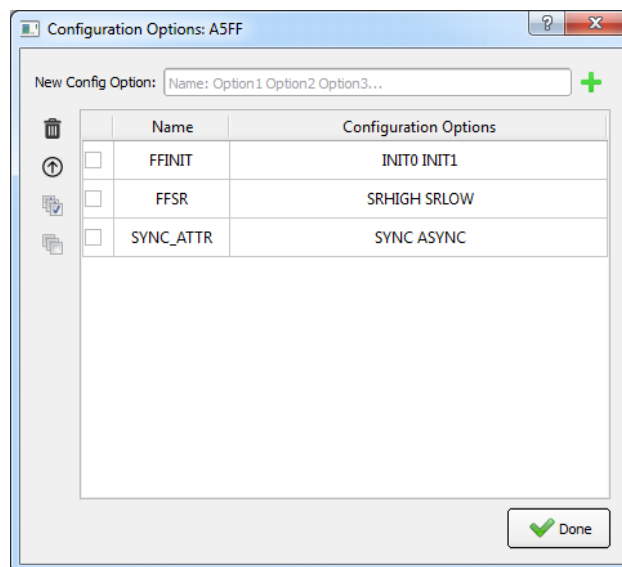 Configuration Options: A5FF
New Config Option: Name: Option1 Option2 Option3...
Name Configuration Options
FFINIT INIT0 INIT1
FFSR SRHIGH SRLOW
SYNC_ATTR SYNC ASYNC
Done